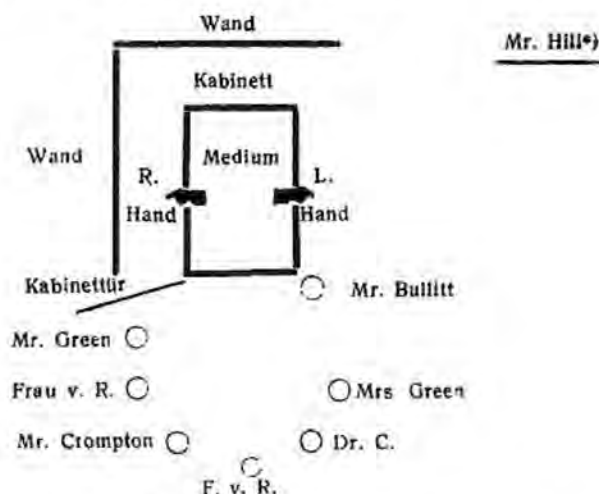 Wand
Mr. Hill*)
Kabinett
Wand
Medium
R.
L.
Hand
Hand
Kabinettür
Mr. Bullitt
Mr. Green
Frau v. R.
Mrs Green
Mr. Crompton
Dr. C.
F. v. R.